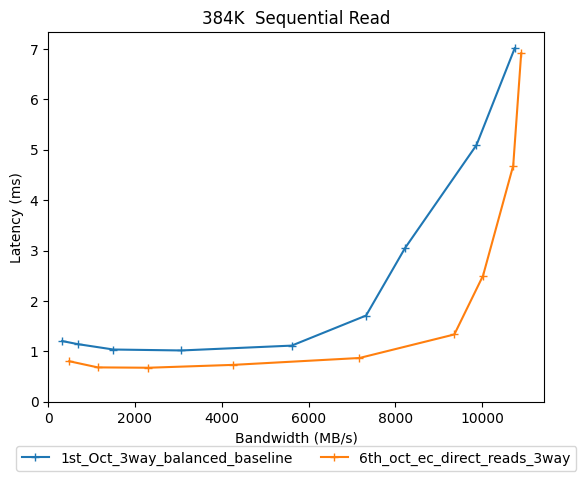 384K  Sequential Read
7
6
5
4
3
2
1
0
Latency (ms)
0 2000 4000 6000 8000 10000
Bandwidth (MB/s)
1st_Oct_3way_balanced_baseline 6th_oct_ec_direct_reads_3way